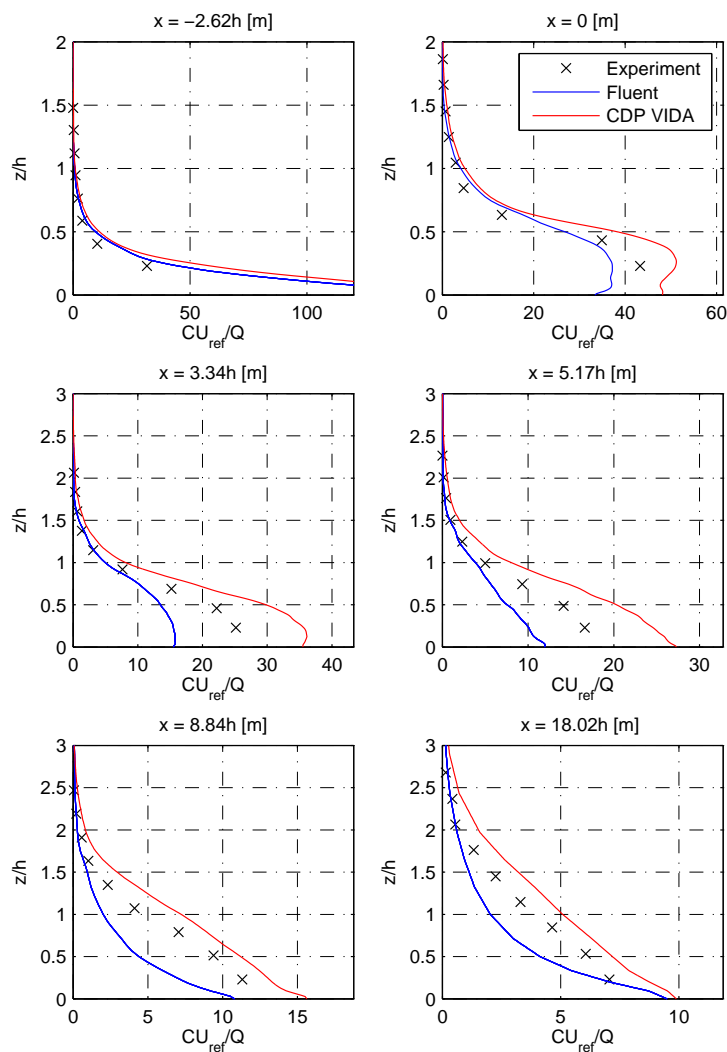 x = −2.62h [m]
2
1.5
1
0.5
0
z/h
0
50
100
CU_ref/Q
x = 0 [m]
Experiment
Fluent
CDP VIDA
2
1.5
1
0.5
0
z/h
0
20
40
60
CU_ref/Q
x = 3.34h [m]
3
2.5
2
1.5
1
0.5
0
z/h
0
10
20
30
40
CU_ref/Q
x = 5.17h [m]
3
2.5
2
1.5
1
0.5
0
z/h
0
10
20
30
CU_ref/Q
x = 8.84h [m]
3
2.5
2
1.5
1
0.5
0
z/h
0
5
10
15
CU_ref/Q
x = 18.02h [m]
3
2.5
2
1.5
1
0.5
0
z/h
0
5
10
CU_ref/Q